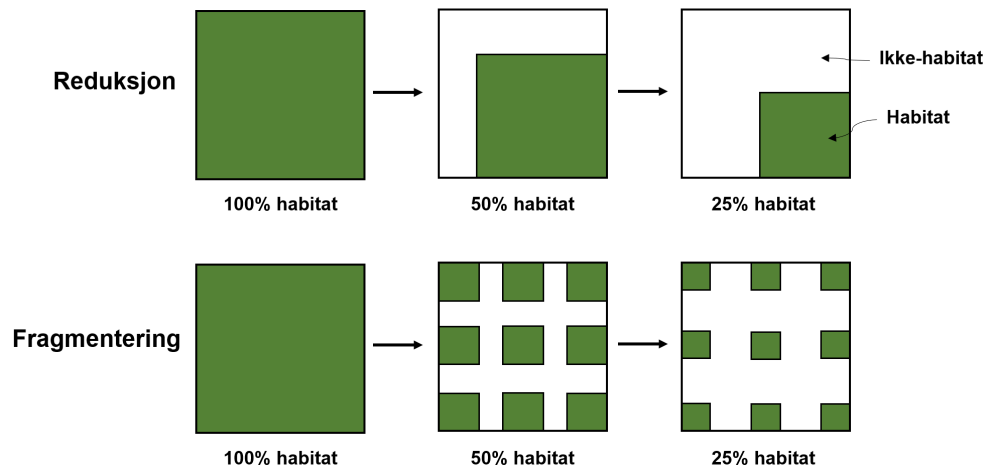 Reduksjon
Ikke-habitat
Habitat
100% habitat
50% habitat
25% habitat
Fragmentering
100% habitat
50% habitat
25% habitat